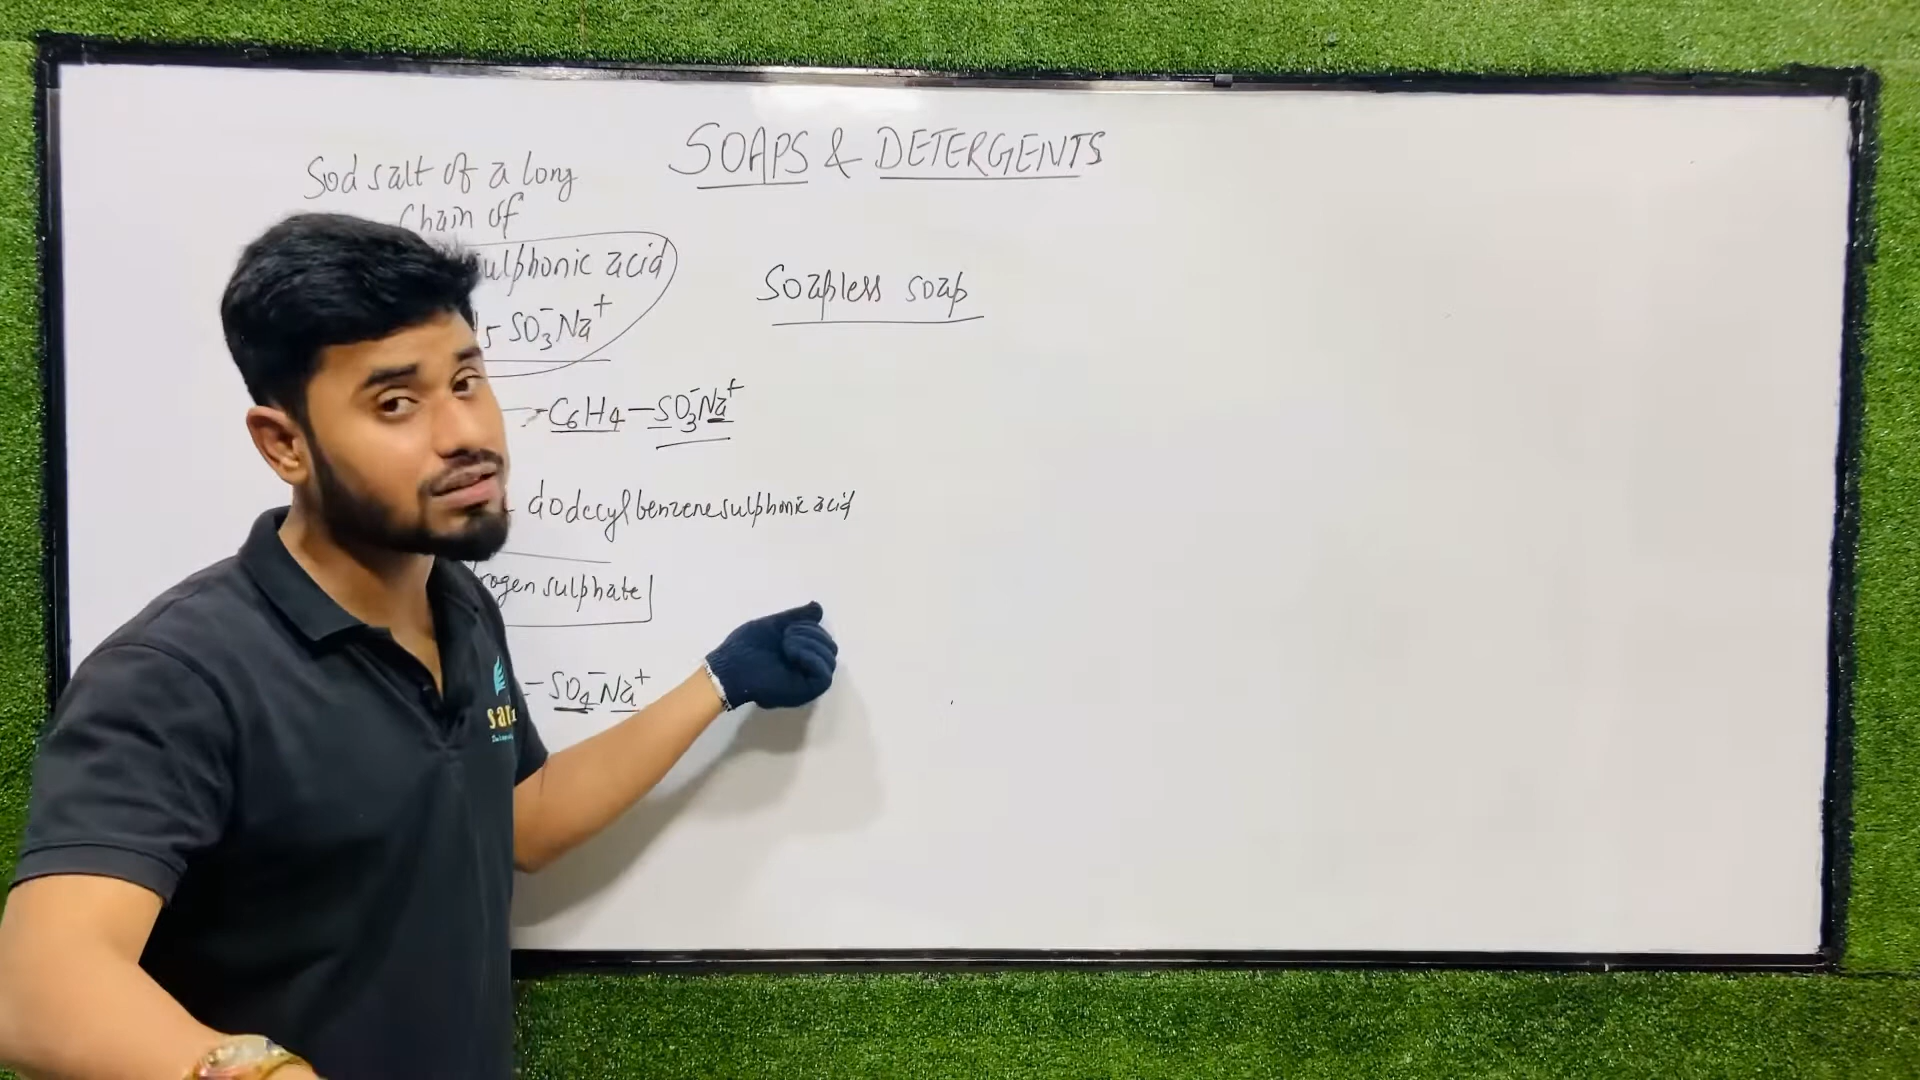 SOAPS & DETERGENTS
Sod salt of a long
Chain of
sulphonic acid
5 SO3⁻Na⁺
Soapless soap
-C6H4-SO3⁻Na⁺
dodecylbenzenesulphonic acid
rogen sulphate
-SO4⁻Na⁺